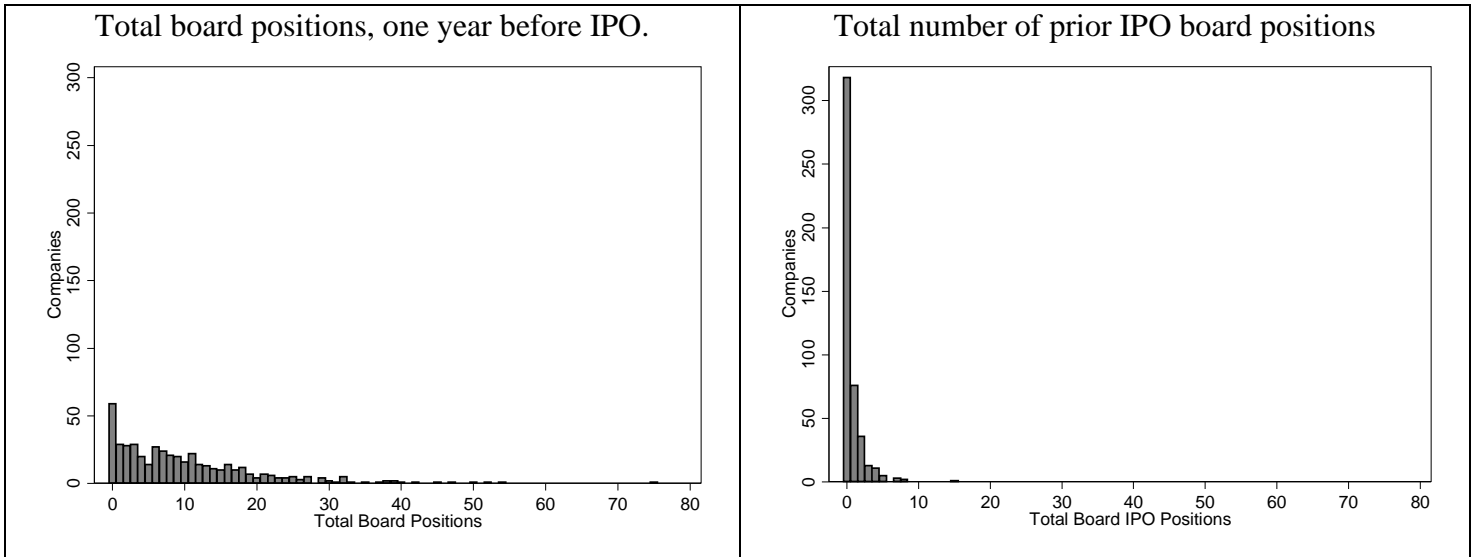 Total board positions, one year before IPO.
300
250
200
150
100
50
0
Companies
0 10 20 30 40 50 60 70 80
Total Board Positions
Total number of prior IPO board positions
300
250
200
150
100
50
0
Companies
0 10 20 30 40 50 60 70 80
Total Board IPO Positions